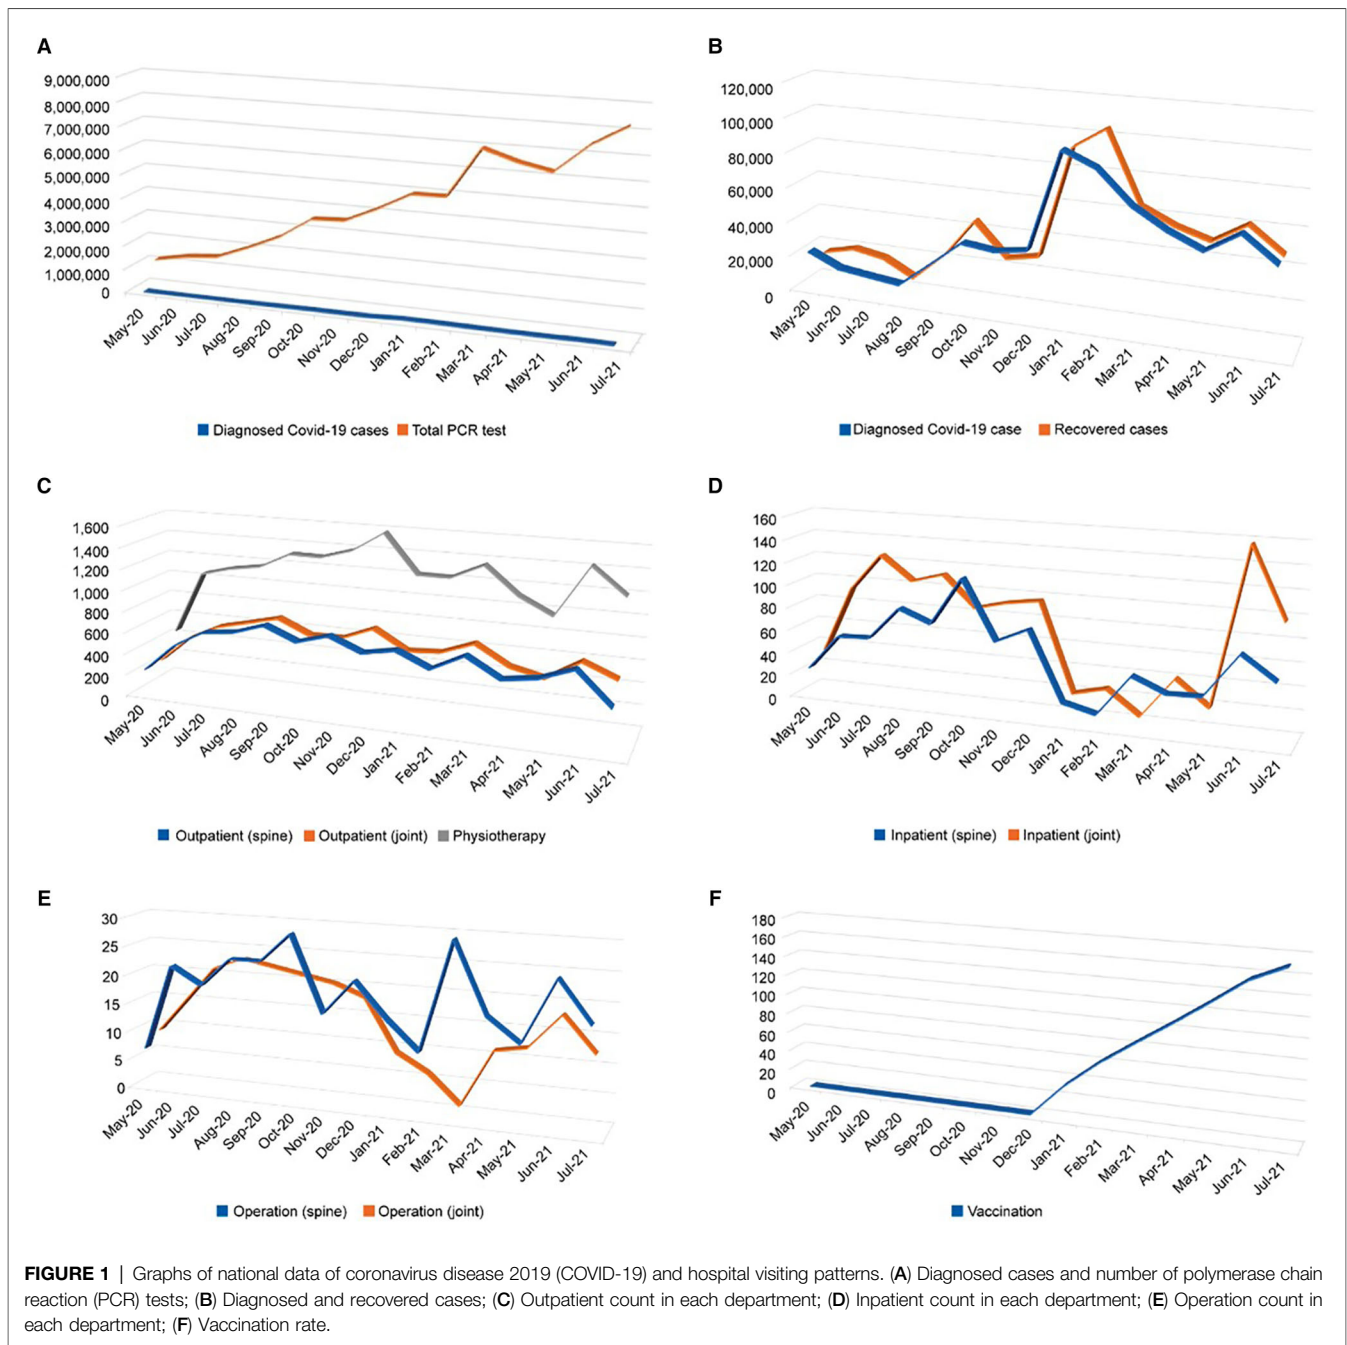 A
9,000,000
8,000,000
7,000,000
6,000,000
5,000,000
4,000,000
3,000,000
2,000,000
1,000,000
0
May-20
Jun-20
Jul-20
Aug-20
Sep-20
Oct-20
Nov-20
Dec-20
Jan-21
Feb-21
Mar-21
Apr-21
May-21
Jun-21
Jul-21
Diagnosed Covid-19 cases Total PCR test
B
120,000
100,000
80,000
60,000
40,000
20,000
0
May-20
Jun-20
Jul-20
Aug-20
Sep-20
Oct-20
Nov-20
Dec-20
Jan-21
Feb-21
Mar-21
Apr-21
May-21
Jun-21
Jul-21
Diagnosed Covid-19 case Recovered cases
C
1,600
1,400
1,200
1,000
800
600
400
200
0
May-20
Jun-20
Jul-20
Aug-20
Sep-20
Oct-20
Nov-20
Dec-20
Jan-21
Feb-21
Mar-21
Apr-21
May-21
Jun-21
Jul-21
Outpatient (spine) Outpatient (joint) Physiotherapy
D
160
140
120
100
80
60
40
20
0
May-20
Jun-20
Jul-20
Aug-20
Sep-20
Oct-20
Nov-20
Dec-20
Jan-21
Feb-21
Mar-21
Apr-21
May-21
Jun-21
Jul-21
Inpatient (spine) Inpatient (joint)
E
30
25
20
15
10
5
0
May-20
Jun-20
Jul-20
Aug-20
Sep-20
Oct-20
Nov-20
Dec-20
Jan-21
Feb-21
Mar-21
Apr-21
May-21
Jun-21
Jul-21
Operation (spine) Operation (joint)
F
180
160
140
120
100
80
60
40
20
0
May-20
Jun-20
Jul-20
Aug-20
Sep-20
Oct-20
Nov-20
Dec-20
Jan-21
Feb-21
Mar-21
Apr-21
May-21
Jun-21
Jul-21
Vaccination
FIGURE 1 | Graphs of national data of coronavirus disease 2019 (COVID-19) and hospital visiting patterns. (A) Diagnosed cases and number of polymerase chain
reaction (PCR) tests; (B) Diagnosed and recovered cases; (C) Outpatient count in each department; (D) Inpatient count in each department; (E) Operation count in
each department; (F) Vaccination rate.